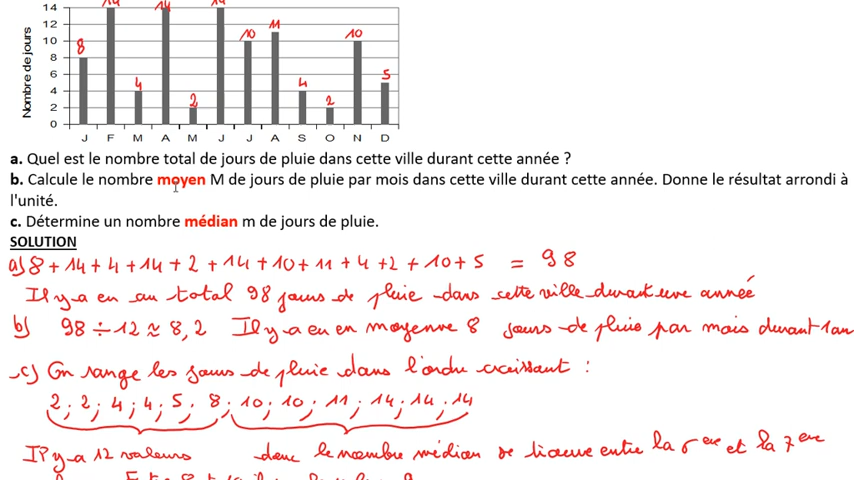 14 14 14
14
12
10 10 11 10
8 8
6
4 4 4 5
2 2 2
0
Nombre de jours
J F M A M J J A S O N D
a. Quel est le nombre total de jours de pluie dans cette ville durant cette année ?
b. Calcule le nombre moyen M de jours de pluie par mois dans cette ville durant cette année. Donne le résultat arrondi à
l'unité.
c. Détermine un nombre médian m de jours de pluie.
SOLUTION
a) 8 + 14 + 4 + 14 + 2 + 14 + 10 + 11 + 4 + 2 + 10 + 5 = 98
Il y a en au total 98 jours de pluie dans cette ville durant une année
b) 98 ÷ 12 ≈ 8,2 Il y a eu en moyenne 8 jours de pluie par mois durant 1 an
c) On range les jours de pluie dans l'ordre croissant :
2 ; 2 ; 4 ; 4 ; 5 ; 8 ; 10 ; 10 ; 11 ; 14 ; 14 ; 14
Il y a 12 valeurs donc le nombre médian se trouve entre la 6 eme et la 7 eme